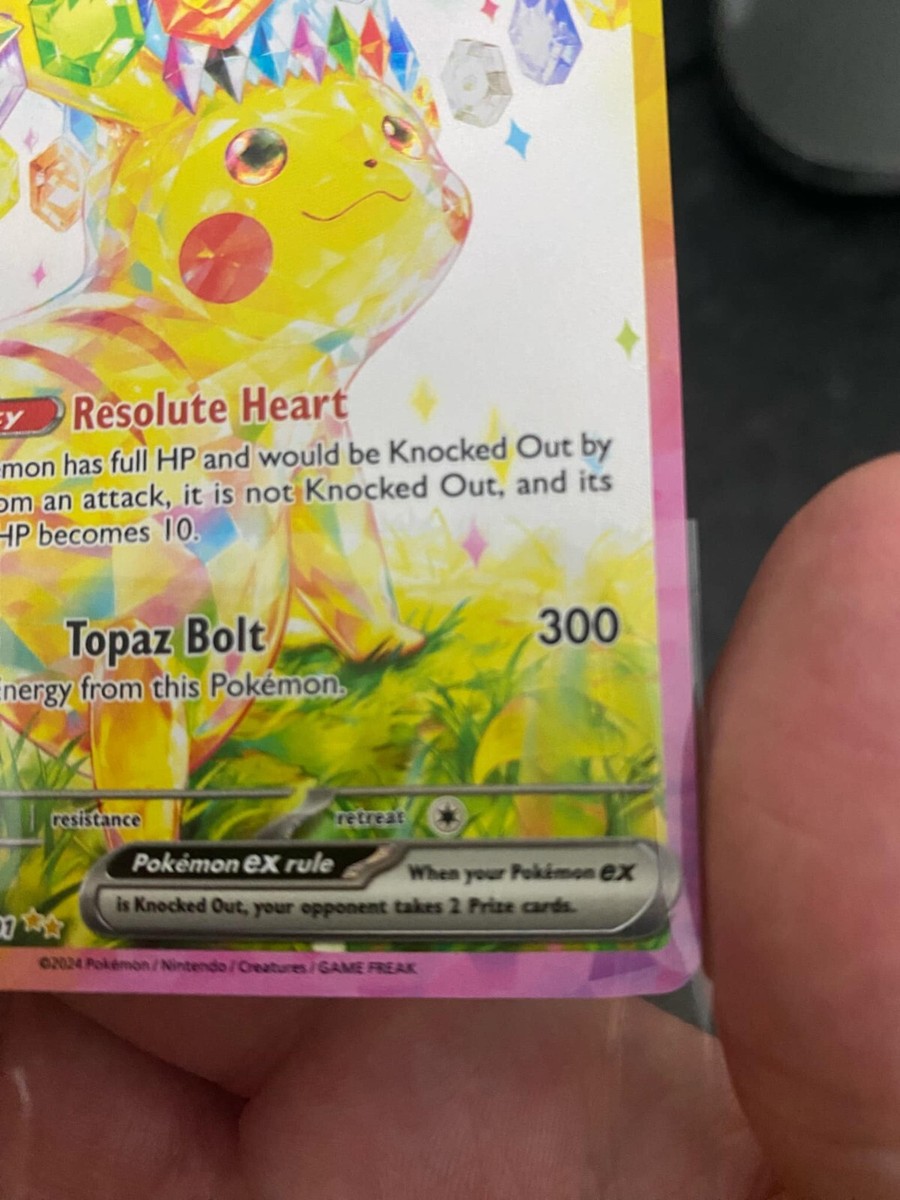 Resolute Heart
mon has full HP and would be Knocked Out by
om an attack, it is not Knocked Out, and its
HP becomes 10.
Topaz Bolt 300
nergy from this Pokémon.
resistance retreat
Pokémon ex rule When your Pokémon ex
is Knocked Out, your opponent takes 2 Prize cards.
©2024 Pokémon / Nintendo / Creatures / GAME FREAK